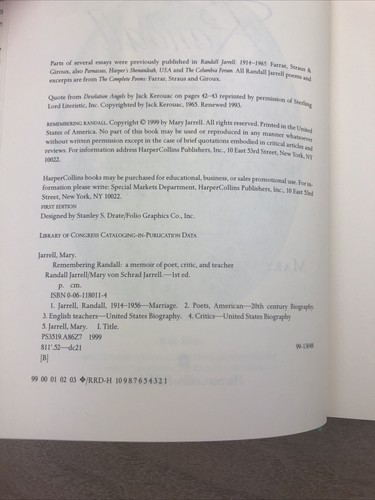 Parts of several essays were previously published in Randall Jarrell: 1914–1965: Farrar, Straus &
Giroux, also Parnassus, Harper's Shenandoah, USA and The Columbia Forum. All Randall Jarrell poems and
excerpts are from The Complete Poems: Farrar, Straus and Giroux.
Quote from Desolation Angels by Jack Kerouac on pages 42–43 reprinted by permission of Sterling
Lord Literistic, Inc. Copyrighted by Jack Kerouac, 1965. Renewed 1993.
REMEMBERING RANDALL. Copyright © 1999 by Mary Jarrell. All rights reserved. Printed in the United
States of America. No part of this book may be used or reproduced in any manner whatsoever
without written permission except in the case of brief quotations embodied in critical articles and
reviews. For information address HarperCollins Publishers, Inc., 10 East 53rd Street, New York, NY
10022.
HarperCollins books may be purchased for educational, business, or sales promotional use. For in-
formation please write: Special Markets Department, HarperCollins Publishers, Inc., 10 East 53rd
Street, New York, NY 10022.
FIRST EDITION
Designed by Stanley S. Drate/Folio Graphics Co., Inc.
LIBRARY OF CONGRESS CATALOGING-IN-PUBLICATION DATA
Jarrell, Mary.
Remembering Randall: a memoir of poet, critic, and teacher
Randall Jarrell/Mary von Schrad Jarrell.—1st ed.
p. cm.
ISBN 0-06-118011-4
1. Jarrell, Randall, 1914–1956—Marriage. 2. Poets, American—20th century Biography.
3. English teachers—United States Biography. 4. Critics—United States Biography
5. Jarrell, Mary. I. Title.
PS3519.A86Z7 1999
811'.52—dc21
[B]
99 00 01 02 03 ❖/RRD-H 10 9 8 7 6 5 4 3 2 1